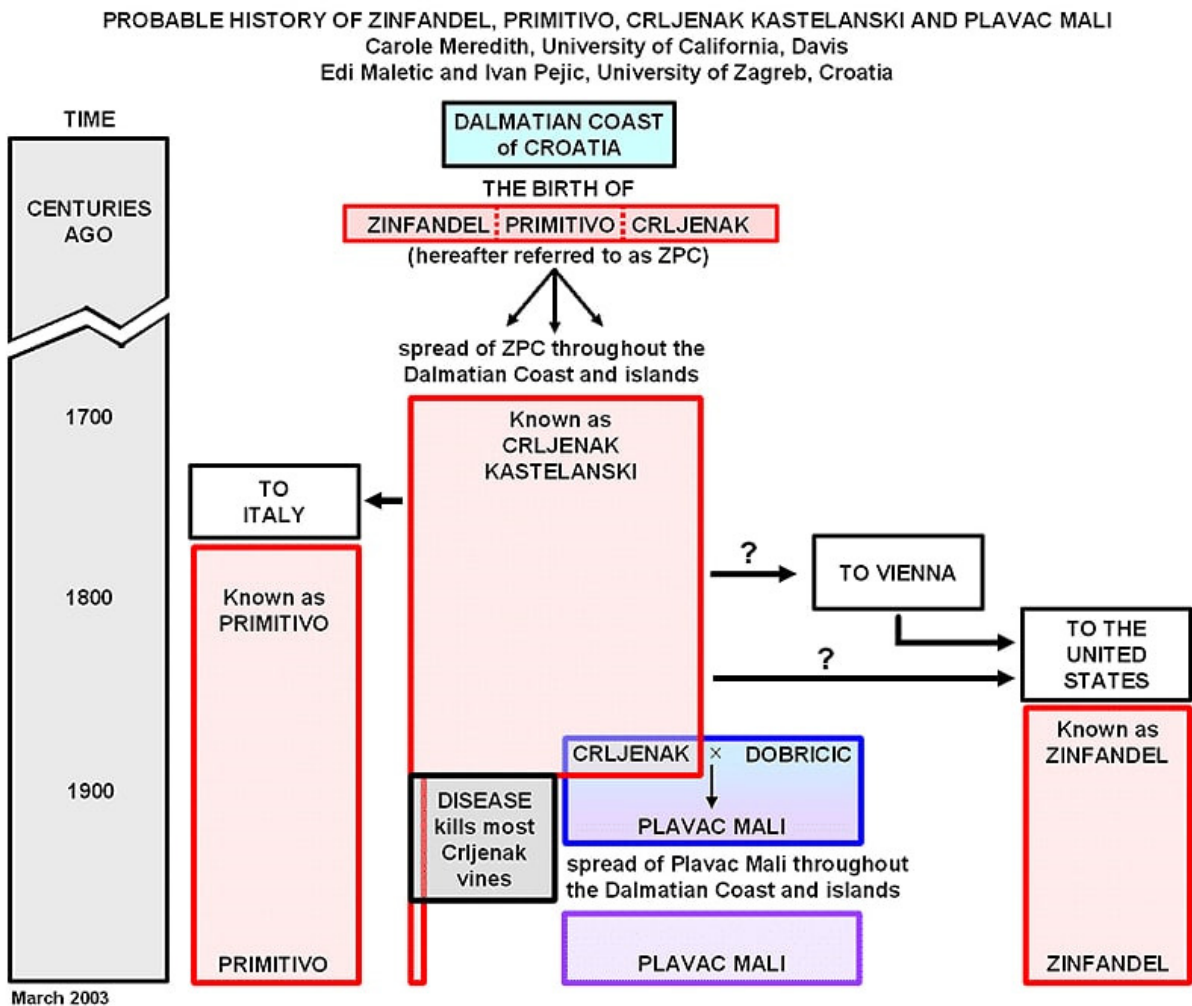 PROBABLE HISTORY OF ZINFANDEL, PRIMITIVO, CRLJENAK KASTELANSKI AND PLAVAC MALI
Carole Meredith, University of California, Davis
Edi Maletic and Ivan Pejic, University of Zagreb, Croatia
TIME
CENTURIES
AGO
1700
1800
1900
DALMATIAN COAST
of CROATIA
THE BIRTH OF
ZINFANDEL PRIMITIVO CRLJENAK
(hereafter referred to as ZPC)
spread of ZPC throughout the
Dalmatian Coast and islands
Known as
CRLJENAK
KASTELANSKI
TO
ITALY
Known as
PRIMITIVO
PRIMITIVO
?
TO VIENNA
?
TO THE
UNITED
STATES
Known as
ZINFANDEL
ZINFANDEL
CRLJENAK × DOBRICIC
PLAVAC MALI
DISEASE
kills most
Crljenak
vines
spread of Plavac Mali throughout
the Dalmatian Coast and islands
PLAVAC MALI
March 2003